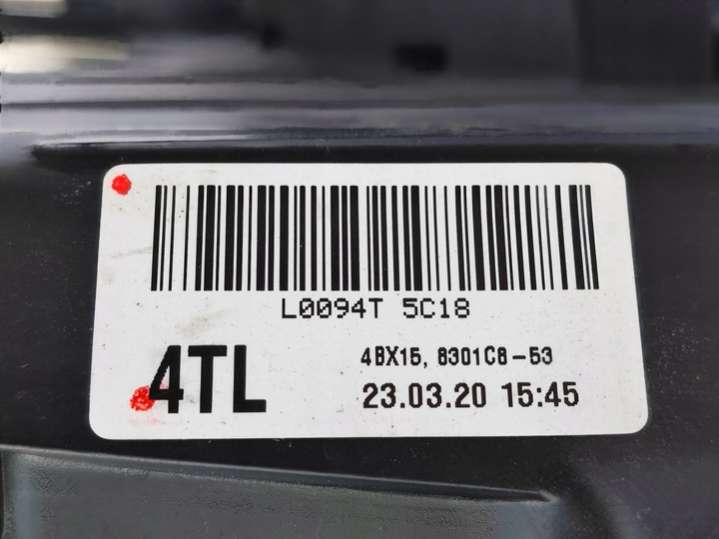 L0094T 5C18
4TL
4BX15, 8301C8-53
23.03.20 15:45